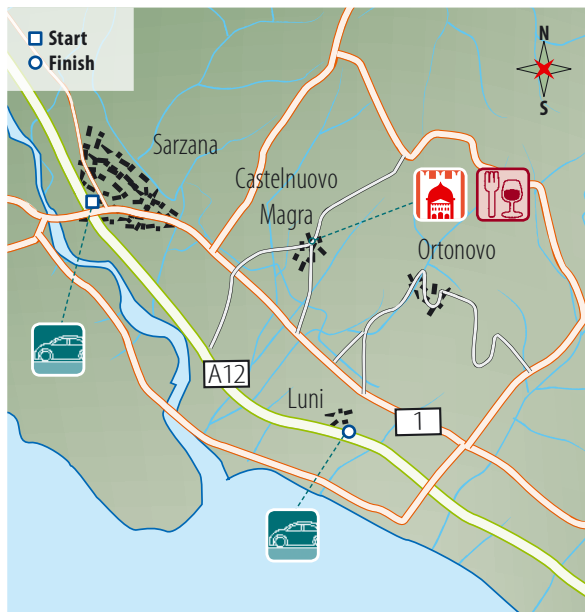 Start
Finish
N
S
Sarzana
Castelnuovo
Magra
Ortonovo
A12
Luni
1